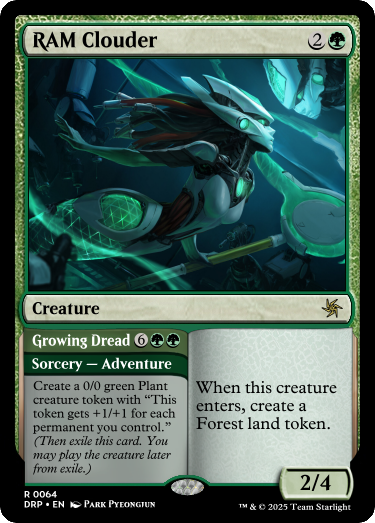 RAM Clouder 2
Creature
Growing Dread 6
Sorcery — Adventure
Create a 0/0 green Plant
creature token with “This
token gets +1/+1 for each
permanent you control.”
(Then exile this card. You
may play the creature later
from exile.)
When this creature
enters, create a
Forest land token.
2/4
R 0064
DRP • EN Park Pyeongjun
™ & © 2025 Team Starlight